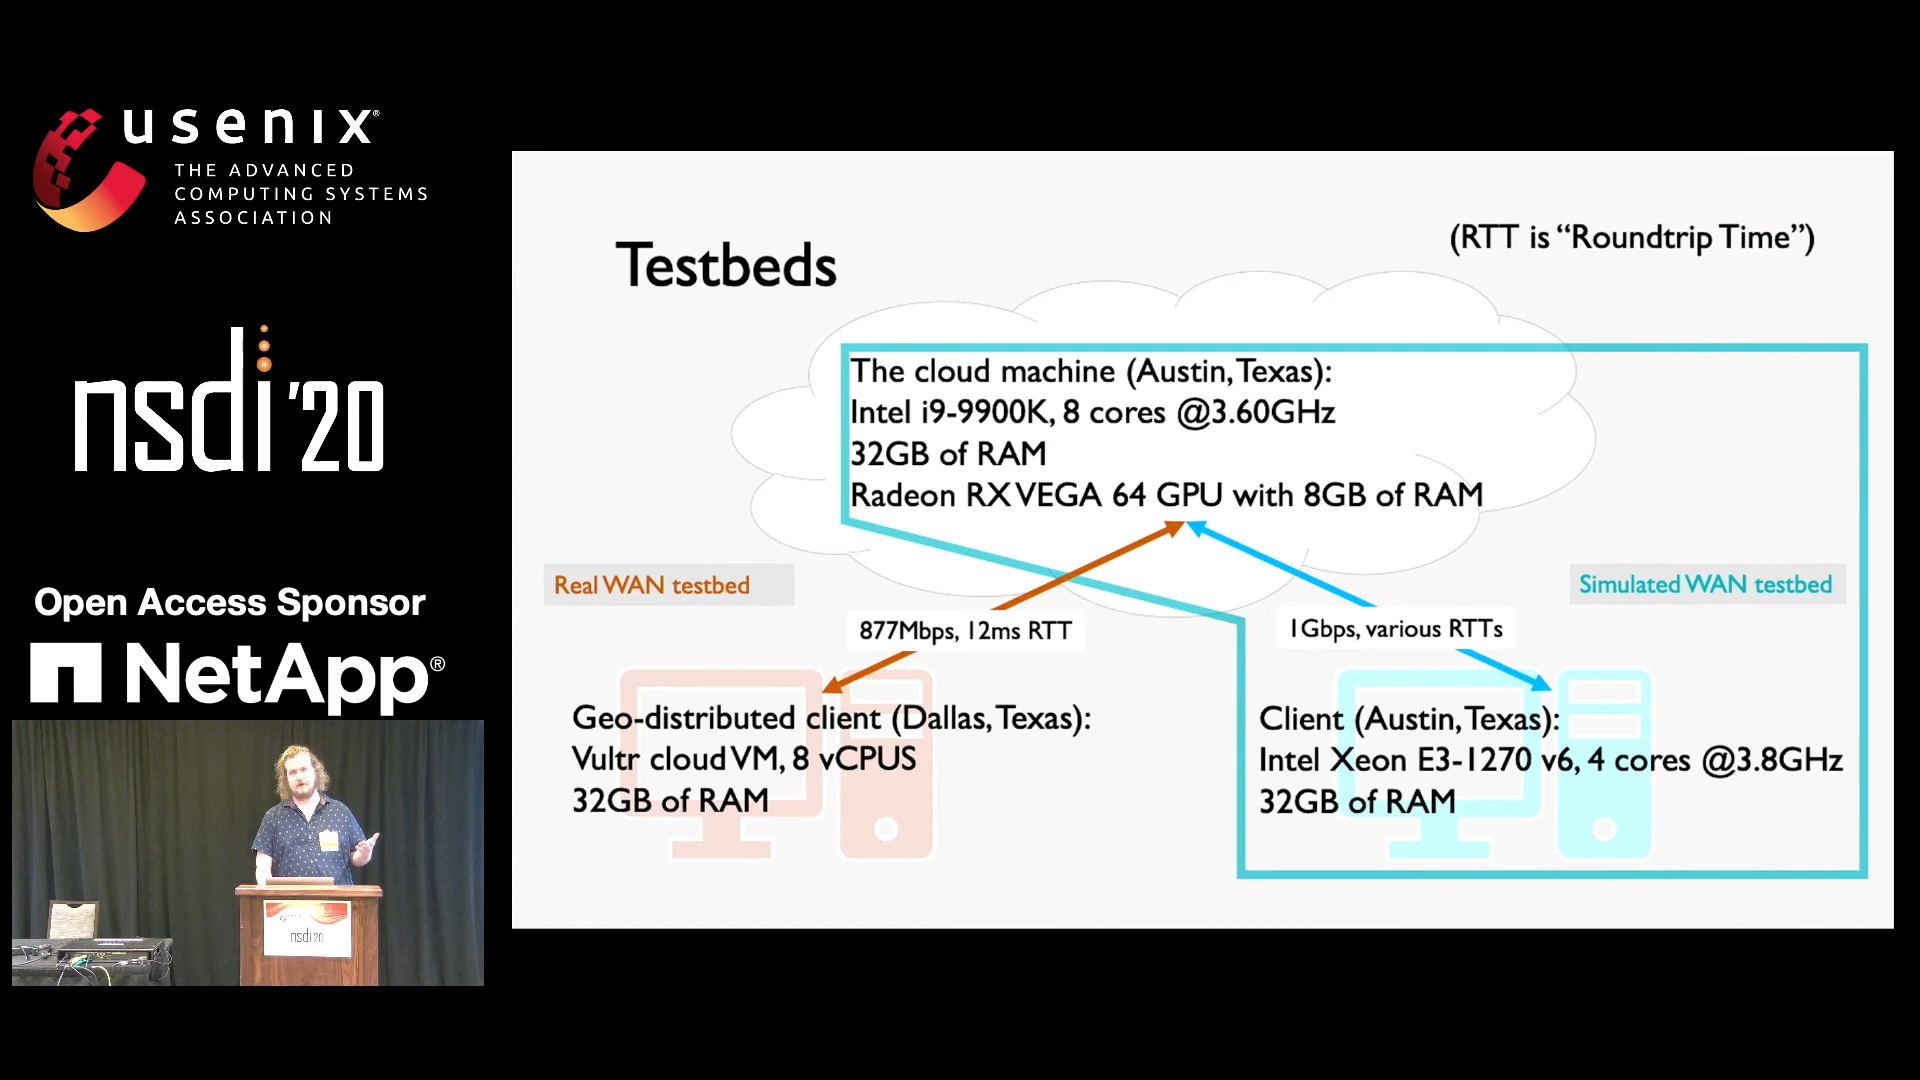 usenix®
THE ADVANCED
COMPUTING SYSTEMS
ASSOCIATION
nsdi '20
Open Access Sponsor
NetApp®
nsdi '20
Testbeds
(RTT is “Roundtrip Time”)
The cloud machine (Austin, Texas):
Intel i9-9900K, 8 cores @3.60GHz
32GB of RAM
Radeon RX VEGA 64 GPU with 8GB of RAM
Real WAN testbed
Simulated WAN testbed
877Mbps, 12ms RTT
1Gbps, various RTTs
Geo-distributed client (Dallas, Texas):
Vultr cloud VM, 8 vCPUS
32GB of RAM
Client (Austin, Texas):
Intel Xeon E3-1270 v6, 4 cores @3.8GHz
32GB of RAM